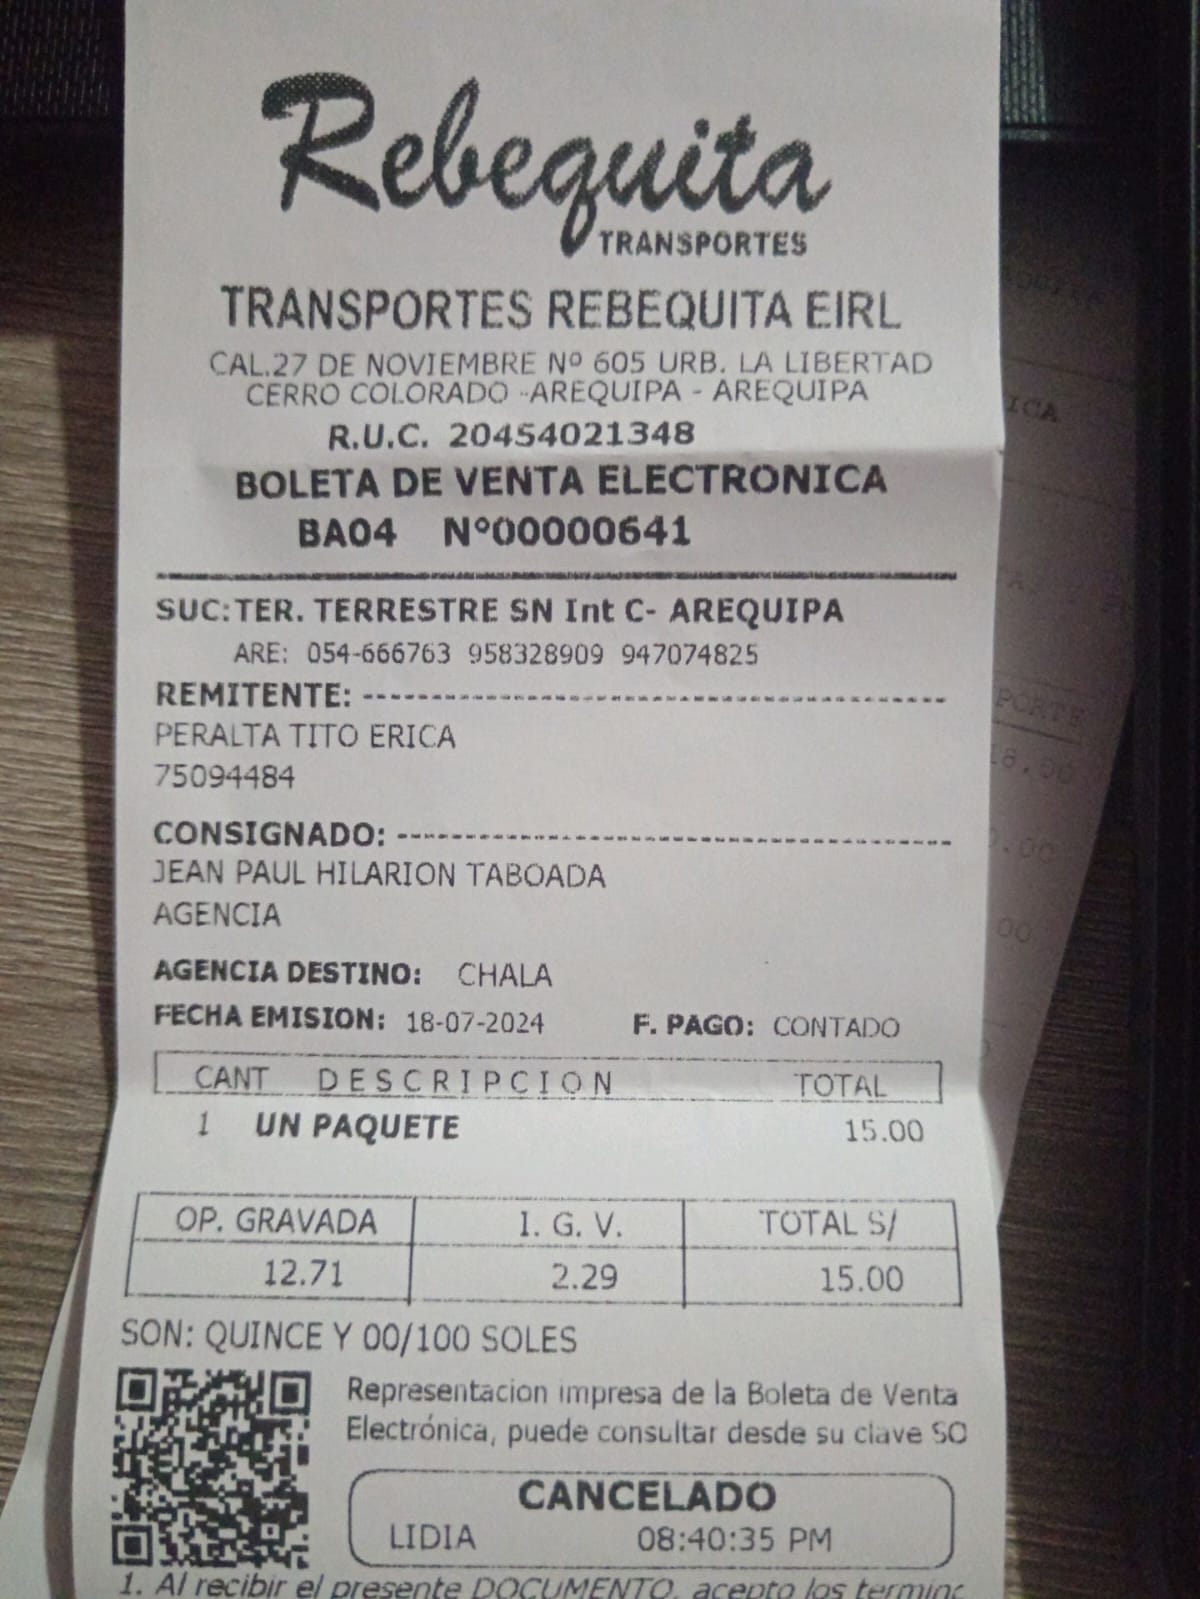 Rebequita
TRANSPORTES
TRANSPORTES REBEQUITA EIRL
CAL.27 DE NOVIEMBRE Nº 605 URB. LA LIBERTAD
CERRO COLORADO -AREQUIPA - AREQUIPA
R.U.C. 20454021348
BOLETA DE VENTA ELECTRONICA
BA04 Nº00000641
SUC:TER. TERRESTRE SN Int C- AREQUIPA
ARE: 054-666763 958328909 947074825
REMITENTE: ----------------------------------------
PERALTA TITO ERICA
75094484
CONSIGNADO: --------------------------------------
JEAN PAUL HILARION TABOADA
AGENCIA
AGENCIA DESTINO: CHALA
FECHA EMISION: 18-07-2024 F. PAGO: CONTADO
CANT DESCRIPCION TOTAL
1 UN PAQUETE 15.00
OP. GRAVADA I. G. V. TOTAL S/
12.71 2.29 15.00
SON: QUINCE Y 00/100 SOLES
Representacion impresa de la Boleta de Venta
Electrónica, puede consultar desde su clave SO
CANCELADO
LIDIA 08:40:35 PM
1. Al recibir el presente DOCUMENTO, acepto los